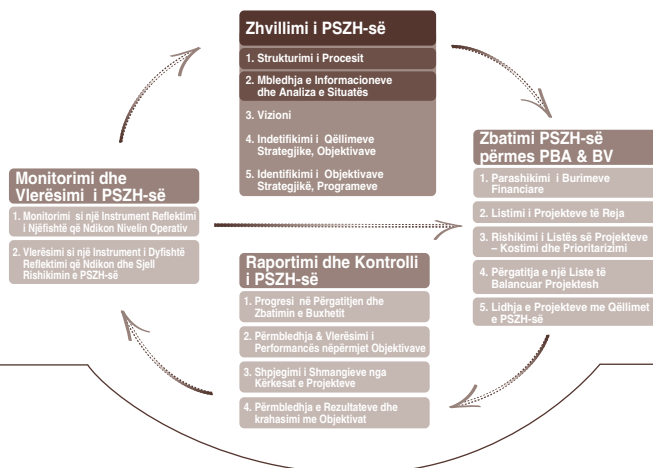 Zhvillimi i PSZH-së
1. Strukturimi i Procesit
2. Mbledhja e Informacioneve
dhe Analiza e Situatës
3. Vizioni
4. Indetifikimi i Qëllimeve
Strategjike, Objektivave
5. Identifikimi i Objektivave
Strategjikë, Programeve
Zbatimi PSZH-së
përmes PBA & BV
1. Parashikimi i Burimeve
Financiare
2. Listimi i Projekteve të Reja
3. Rishikimi i Listës së Projekteve
– Kostimi dhe Prioritarizimi
4. Përgatitja e një Liste të
Balancuar Projektesh
5. Lidhja e Projekteve me Qëllimet
e PSZH-së
Raportimi dhe Kontrolli
i PSZH-së
1. Progresi në Përgatitjen dhe
Zbatimin e Buxhetit
2. Përmbledhja & Vlerësimi i
Performancës nëpërmjet Objektivave
3. Shpjegimi i Shmangieve nga
Kërkesat e Projekteve
4. Përmbledhja e Rezultateve dhe
krahasimi me Objektivat
Monitorimi dhe
Vlerësimi i PSZH-së
1. Monitorimi si një Instrument Reflektimi
i Njëfishtë që Ndikon Nivelin Operativ
2. Vlerësimi si një Instrument i Dyfishtë
Reflektimi që Ndikon dhe Sjell
Rishikimin e PSZH-së